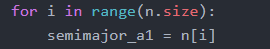 for i in range(n.size):
    semimajor_a1 = n[i]